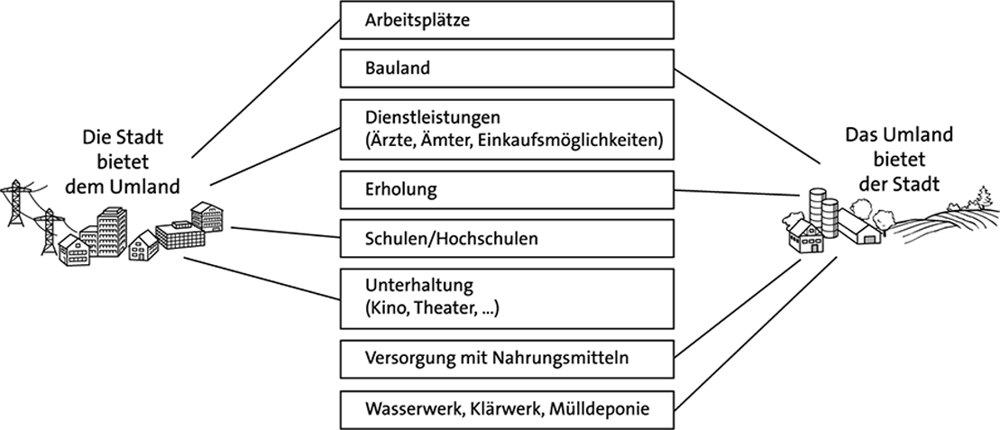 Arbeitsplätze
Bauland
Dienstleistungen
(Ärzte, Ämter, Einkaufsmöglichkeiten)
Die Stadt
bietet
dem Umland
Das Umland
bietet
der Stadt
Erholung
Schulen/Hochschulen
Unterhaltung
(Kino, Theater, ...)
Versorgung mit Nahrungsmitteln
Wasserwerk, Klärwerk, Mülldeponie